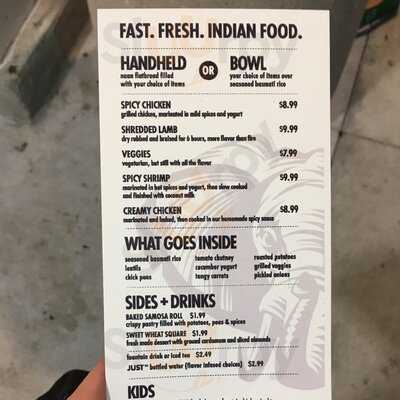 FAST. FRESH. INDIAN FOOD.
HANDHELD OR BOWL
naan flatbread filled your choice of items over
with your choice of items seasoned basmati rice
SPICY CHICKEN $8.99
grilled chicken, marinated in mild spices and yogurt
SHREDDED LAMB $9.99
dry rubbed and braised for 6 hours, more flavor than fire
VEGGIES $7.99
vegetarian, but still with all the flavor
SPICY SHRIMP $9.99
marinated in hot spices and yogurt, then slow cooked
and finished with coconut milk
CREAMY CHICKEN $8.99
marinated and baked, then cooked in our homemade spicy sauce
WHAT GOES INSIDE
seasoned basmati rice tomato chutney roasted potatoes
lentils cucumber yogurt grilled veggies
chick peas tangy carrots pickled onions
SIDES + DRINKS
BAKED SAMOSA ROLL $1.99
crispy pastry filled with potatoes, peas & spices
SWEET WHEAT SQUARE $1.99
fresh made dessert with ground cardamom and sliced almonds
fountain drink or iced tea $2.49
JUST™ bottled water (flavor infused choices) $2.99
KIDS